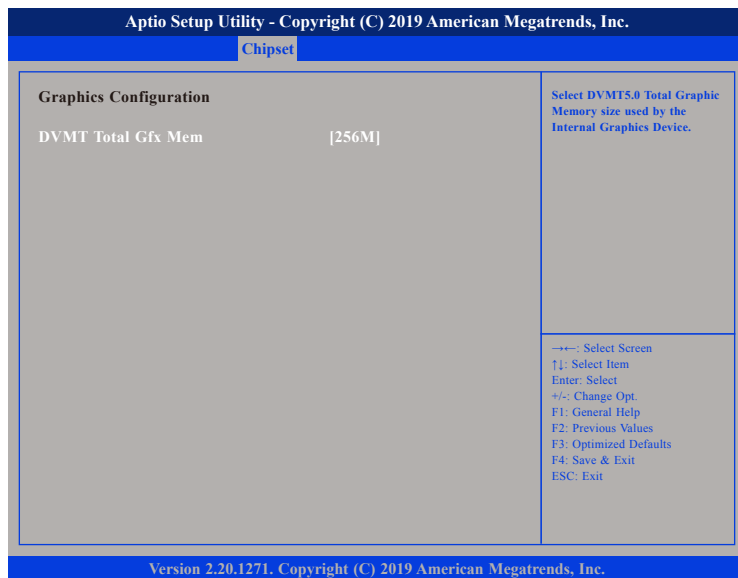 Aptio Setup Utility - Copyright (C) 2019 American Megatrends, Inc.
Chipset
Graphics Configuration
DVMT Total Gfx Mem [256M]
Select DVMT5.0 Total Graphic
Memory size used by the
Internal Graphics Device.
→←: Select Screen
↑↓: Select Item
Enter: Select
+/-: Change Opt.
F1: General Help
F2: Previous Values
F3: Optimized Defaults
F4: Save & Exit
ESC: Exit
Version 2.20.1271. Copyright (C) 2019 American Megatrends, Inc.